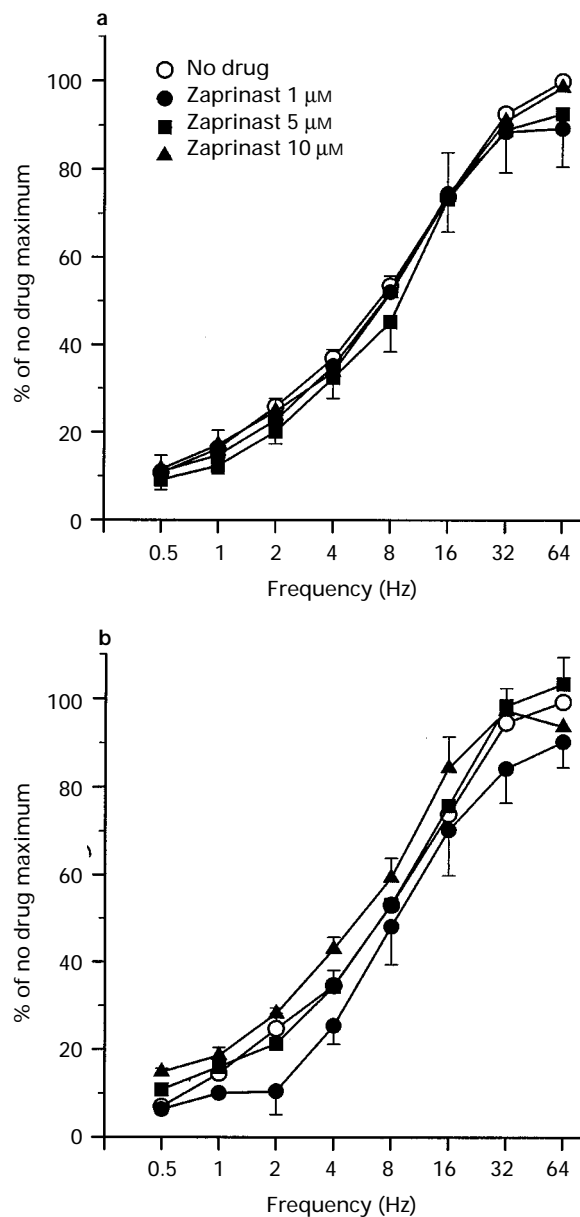 a
No drug
Zaprinast 1 μM
Zaprinast 5 μM
Zaprinast 10 μM
100
80
60
40
20
0
% of no drug maximum
0.5 1 2 4 8 16 32 64
Frequency (Hz)
b
100
80
60
40
20
0
% of no drug maximum
0.5 1 2 4 8 16 32 64
Frequency (Hz)